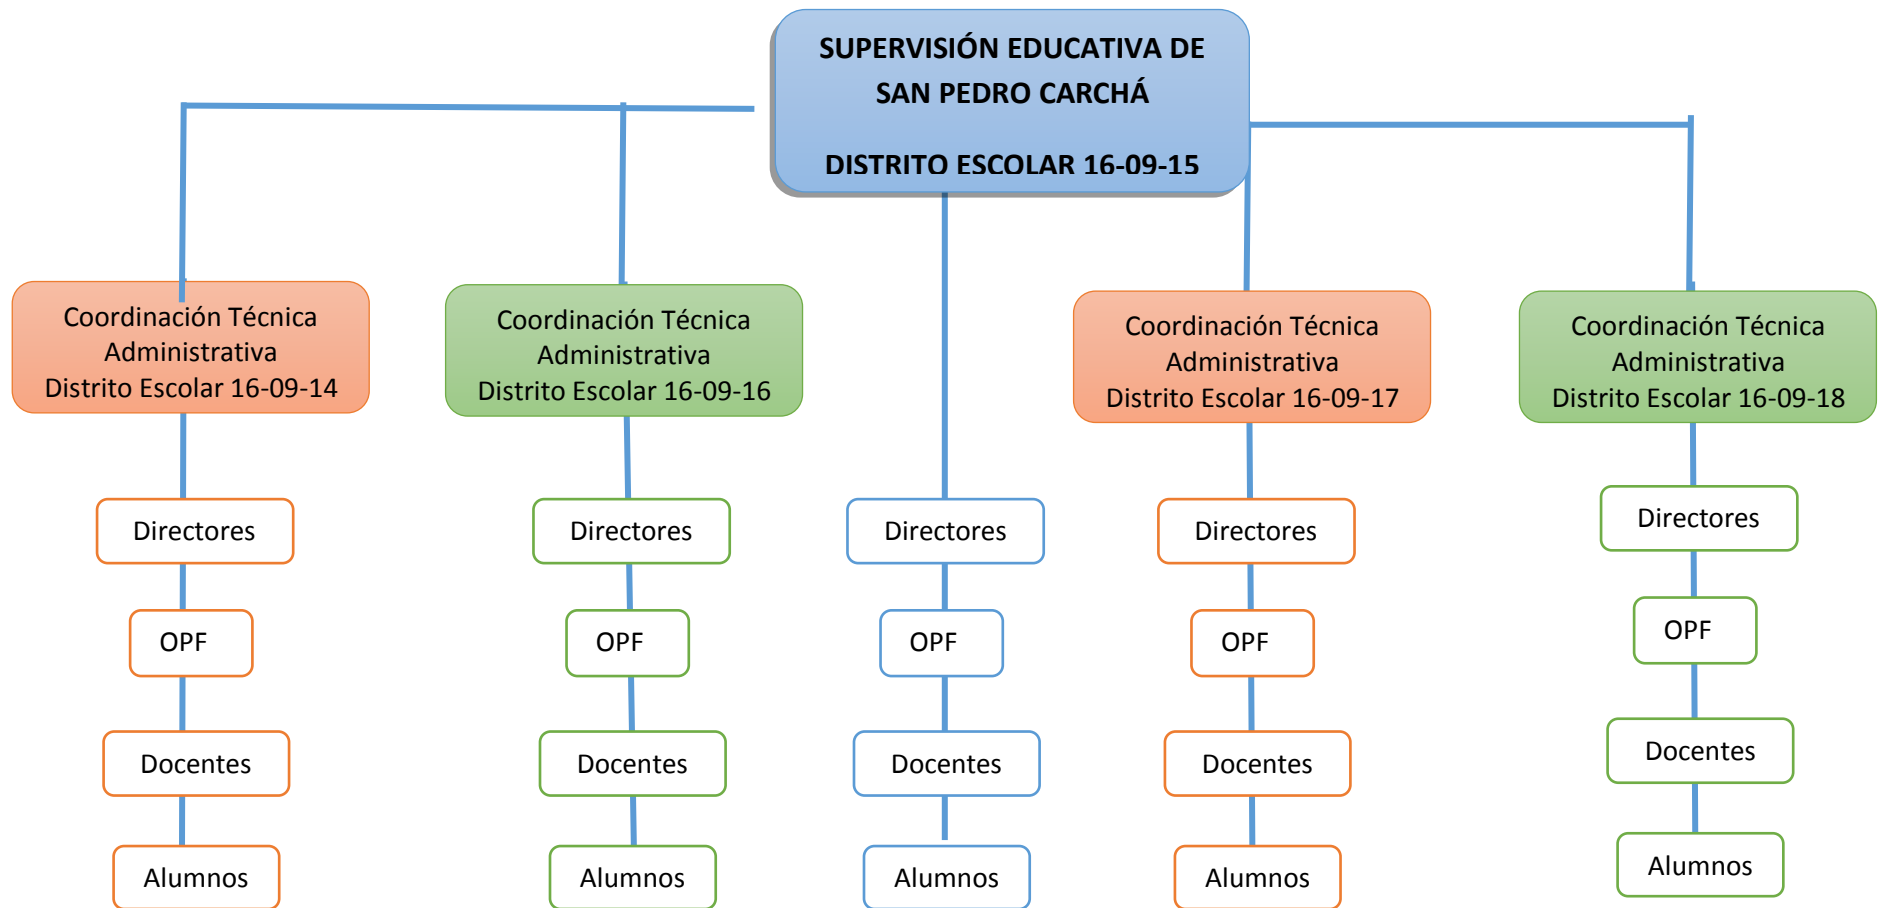 SUPERVISIÓN EDUCATIVA DE
SAN PEDRO CARCHÁ
DISTRITO ESCOLAR 16-09-15
Coordinación Técnica
Administrativa
Distrito Escolar 16-09-14
Coordinación Técnica
Administrativa
Distrito Escolar 16-09-16
Coordinación Técnica
Administrativa
Distrito Escolar 16-09-17
Coordinación Técnica
Administrativa
Distrito Escolar 16-09-18
Directores
Directores
Directores
Directores
Directores
OPF
OPF
OPF
OPF
OPF
Docentes
Docentes
Docentes
Docentes
Docentes
Alumnos
Alumnos
Alumnos
Alumnos
Alumnos